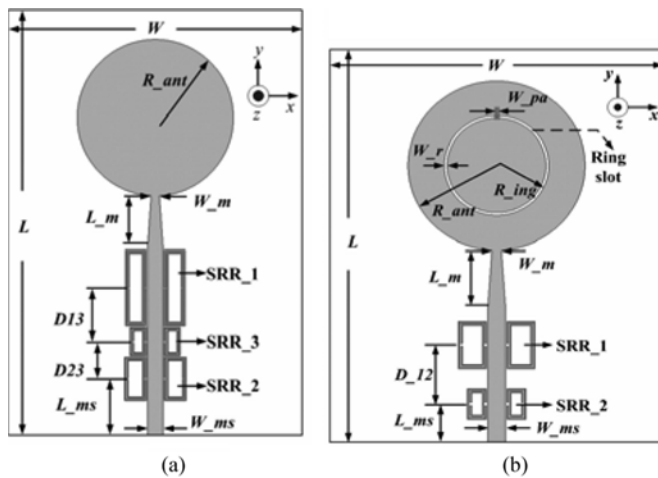 W
R_ant
y
x
z
L_m
W_m
L
SRR_1
D13
SRR_3
D23
SRR_2
L_ms
W_ms
(a)
W
y
x
z
W_pa
W_r
Ring
slot
R_ing
R_ant
L_m
W_m
L
SRR_1
D_12
SRR_2
L_ms
W_ms
(b)